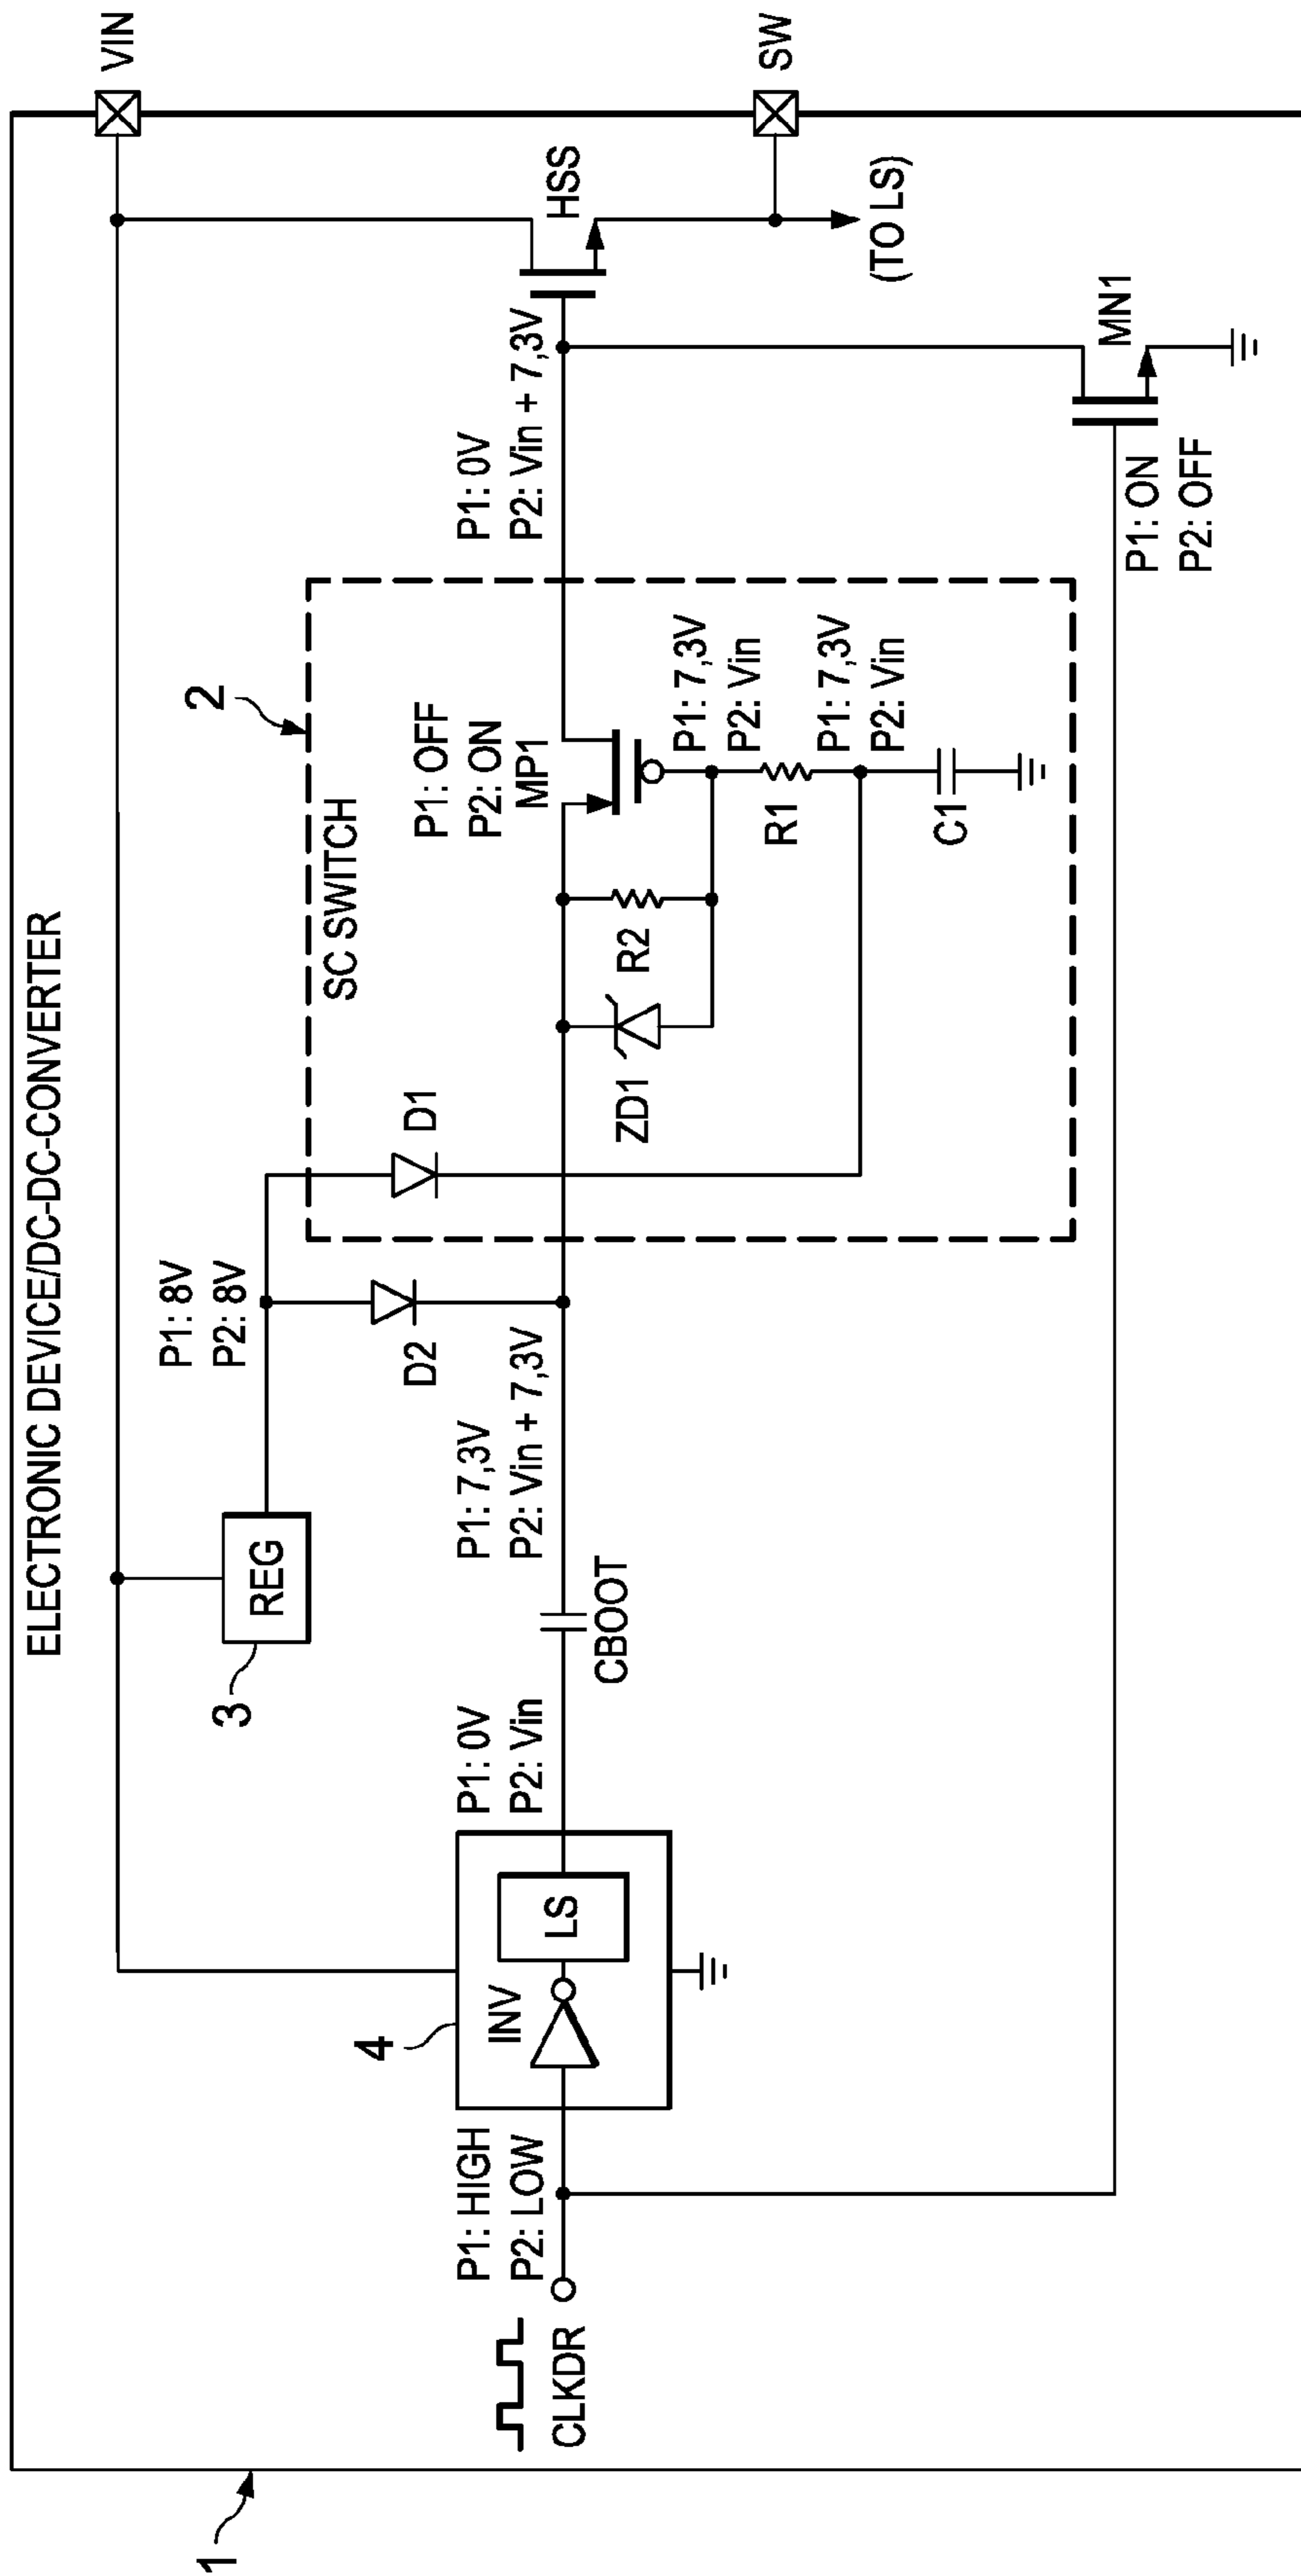 ELECTRONIC DEVICE/DC-DC-CONVERTER
1
VIN
3
REG
P1: 8V
P2: 8V
2
SC SWITCH
4
INV
LS
CLKDR
P1: HIGH
P2: LOW
P1: 0V
P2: Vin
CBOOT
P1: 7,3V
P2: Vin + 7,3V
D2
D1
ZD1
R2
P1: OFF
P2: ON
MP1
P1: 7,3V
P2: Vin
R1
P1: 7,3V
P2: Vin
C1
P1: 0V
P2: Vin + 7,3V
HSS
SW
(TO LS)
MN1
P1: ON
P2: OFF